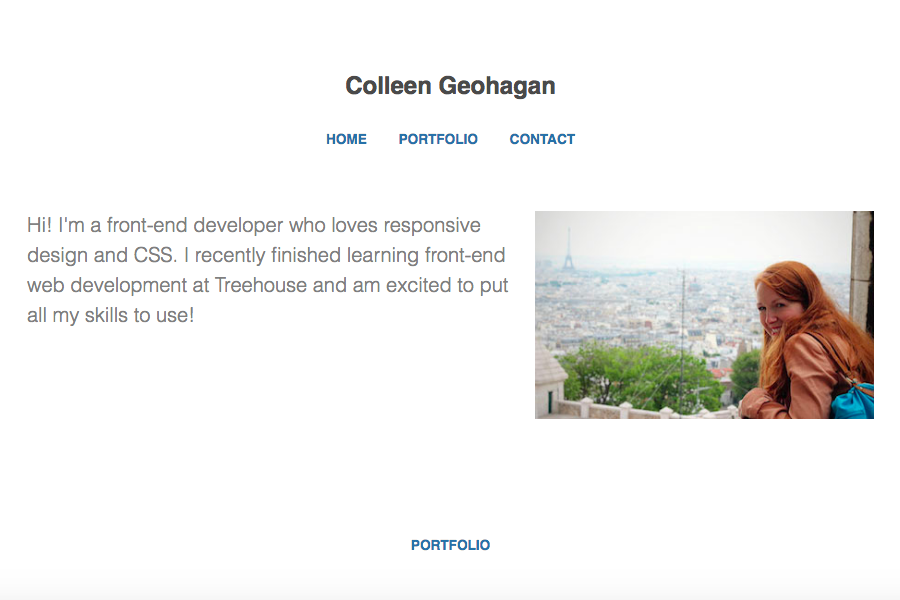 Colleen Geohagan
HOME PORTFOLIO CONTACT
Hi! I'm a front-end developer who loves responsive
design and CSS. I recently finished learning front-end
web development at Treehouse and am excited to put
all my skills to use!
PORTFOLIO